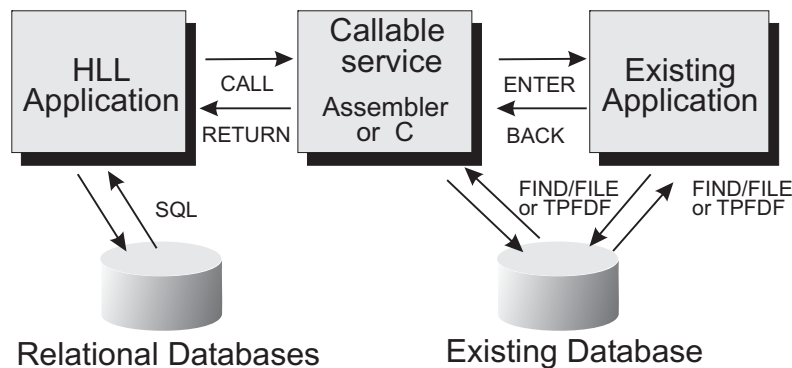 HLL
Application
CALL
RETURN
Callable
service
Assembler
or C
ENTER
BACK
Existing
Application
SQL
FIND/FILE
or TPFDF
FIND/FILE
or TPFDF
Relational Databases
Existing Database